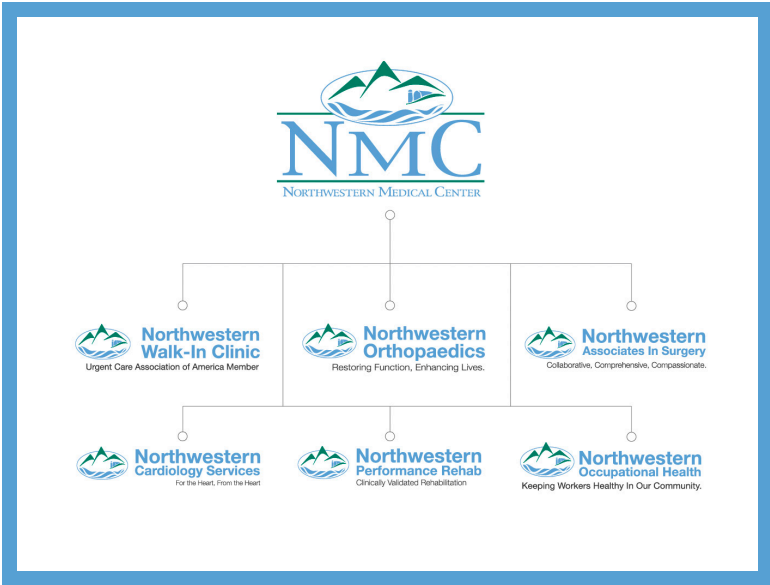 NMC
NORTHWESTERN MEDICAL CENTER
Northwestern
Walk-In Clinic
Urgent Care Association of America Member
Northwestern
Orthopaedics
Restoring Function, Enhancing Lives.
Northwestern
Associates In Surgery
Collaborative, Comprehensive, Compassionate.
Northwestern
Cardiology Services
For the Heart, From the Heart
Northwestern
Performance Rehab
Clinically Validated Rehabilitation
Northwestern
Occupational Health
Keeping Workers Healthy In Our Community.